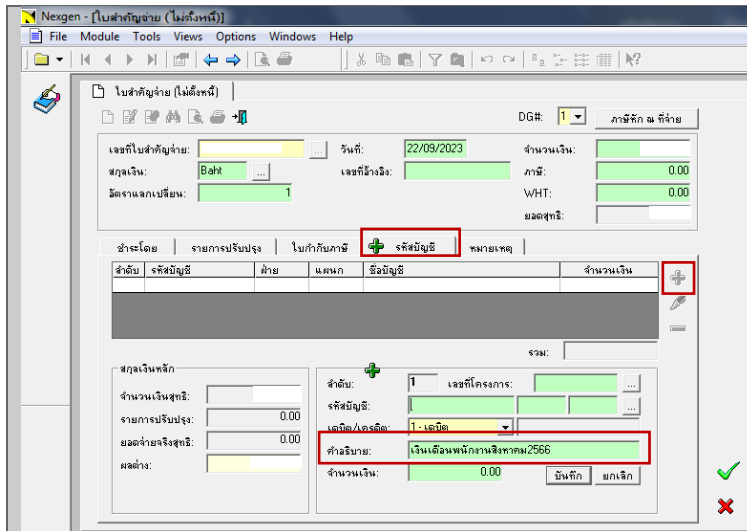 Nexgen - [ใบสำคัญจ่าย (ไม่ตั้งหนี้)]
File Module Tools Views Options Windows Help
ใบสำคัญจ่าย (ไม่ตั้งหนี้)
DG#: 1 ภาษีหัก ณ ที่จ่าย
เลขที่ใบสำคัญจ่าย: ... วันที่: 22/09/2023 จำนวนเงิน:
สกุลเงิน: Baht ... เลขที่อ้างอิง: ภาษี: 0.00
อัตราแลกเปลี่ยน: 1 WHT: 0.00
ยอดสุทธิ:
ชำระโดย รายการปรับปรุง ใบกำกับภาษี รหัสบัญชี หมายเหตุ
ลำดับ รหัสบัญชี ฝ่าย แผนก ชื่อบัญชี จำนวนเงิน
รวม:
สกุลเงินหลัก
จำนวนเงินสุทธิ:
รายการปรับปรุง: 0.00
ยอดจ่ายจริงสุทธิ: 0.00
ผลต่าง:
ลำดับ: 1 เลขที่โครงการ: ...
รหัสบัญชี: ...
เดบิต/เครดิต: 1 - เดบิต
คำอธิบาย: เงินเดือนพนักงานสิงหาคม2566
จำนวนเงิน: 0.00 บันทึก ยกเลิก